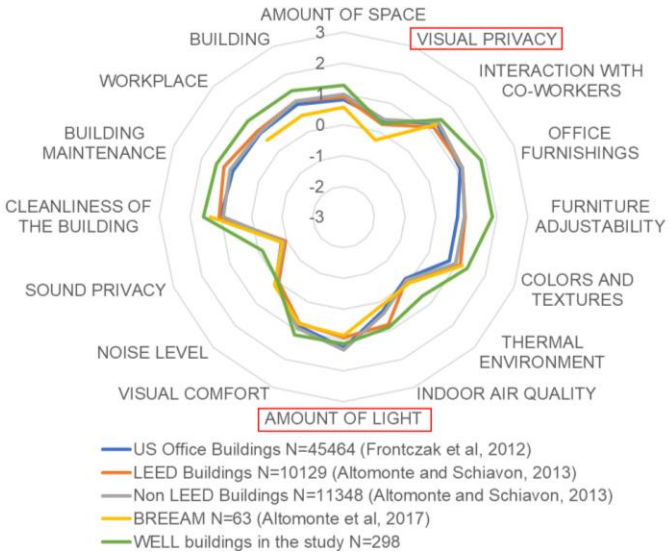 AMOUNT OF SPACE
BUILDING
VISUAL PRIVACY
WORKPLACE
INTERACTION WITH
CO-WORKERS
BUILDING
MAINTENANCE
OFFICE
FURNISHINGS
CLEANLINESS OF
THE BUILDING
FURNITURE
ADJUSTABILITY
SOUND PRIVACY
COLORS AND
TEXTURES
NOISE LEVEL
THERMAL
ENVIRONMENT
VISUAL COMFORT
INDOOR AIR QUALITY
AMOUNT OF LIGHT
3
2
1
0
-1
-2
-3
US Office Buildings N=45464 (Frontczak et al, 2012)
LEED Buildings N=10129 (Altomonte and Schiavon, 2013)
Non LEED Buildings N=11348 (Altomonte and Schiavon, 2013)
BREEAM N=63 (Altomonte et al, 2017)
WELL buildings in the study N=298